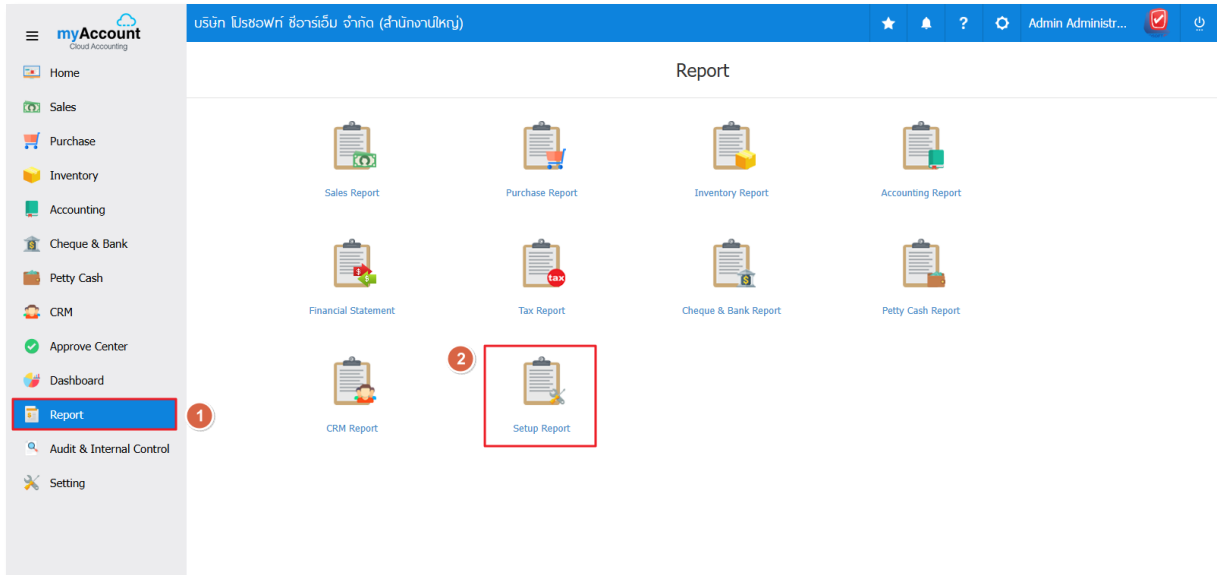 myAccount
Cloud Accounting
บริษัท โปรซอฟท์ ซีอาร์เอ็ม จำกัด (สำนักงานใหญ่)
?
Admin Administr...
Home
Sales
Purchase
Inventory
Accounting
Cheque & Bank
Petty Cash
CRM
Approve Center
Dashboard
Report
1
Audit & Internal Control
Setting
Report
Sales Report
Purchase Report
Inventory Report
Accounting Report
$
$
tax
$
Financial Statement
Tax Report
Cheque & Bank Report
Petty Cash Report
2
CRM Report
Setup Report